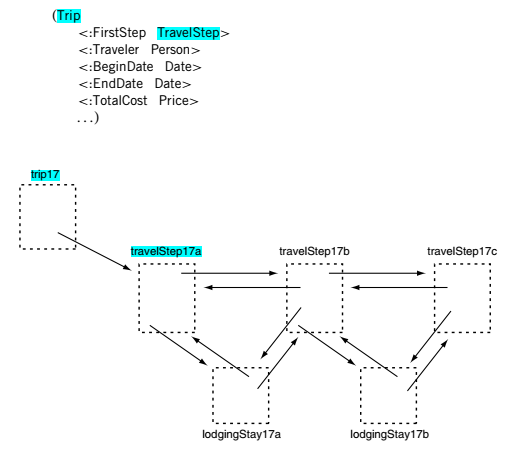 (Trip
<:FirstStep TravelStep>
<:Traveler Person>
<:BeginDate Date>
<:EndDate Date>
<:TotalCost Price>
...)
trip17
travelStep17a travelStep17b travelStep17c
lodgingStay17a lodgingStay17b